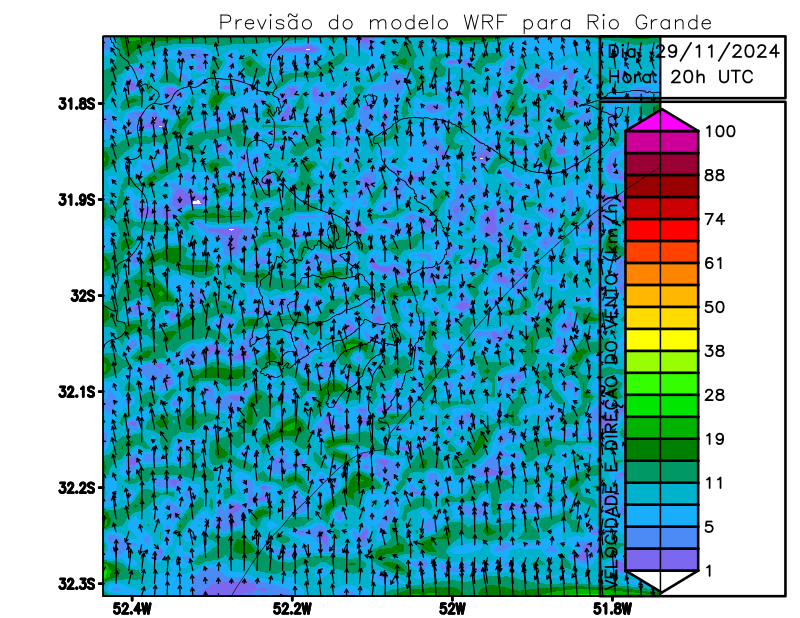 Previsão do modelo WRF para Rio Grande
Dia: 29/11/2024
Hora: 20h UTC
31.8S
31.9S
32S
32.1S
32.2S
32.3S
52.4W
52.2W
52W
51.8W
VELOCIDADE E DIREÇÃO DO VENTO (km/h)
100
88
74
61
50
38
28
19
11
5
1